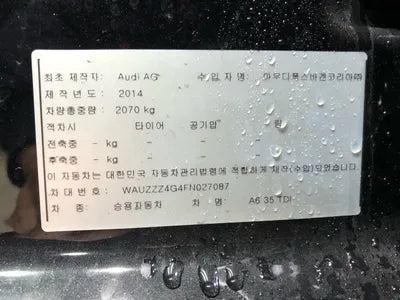 최초 제작자: Audi AG 수 입 자 명: 아우디폭스바겐코리아㈜
제 작 년 도: 2014
차량총중량: 2070 kg
적차시 타이어 공기압 림
전축중 - kg
후축중 - kg
이 자동차는 대한민국 자동차관리법령에 적합하게 제작(수입)되었음
차 대 번 호: WAUZZZ4G4FN027087
차 종: 승용자동차 차 명: A6 35 TDI